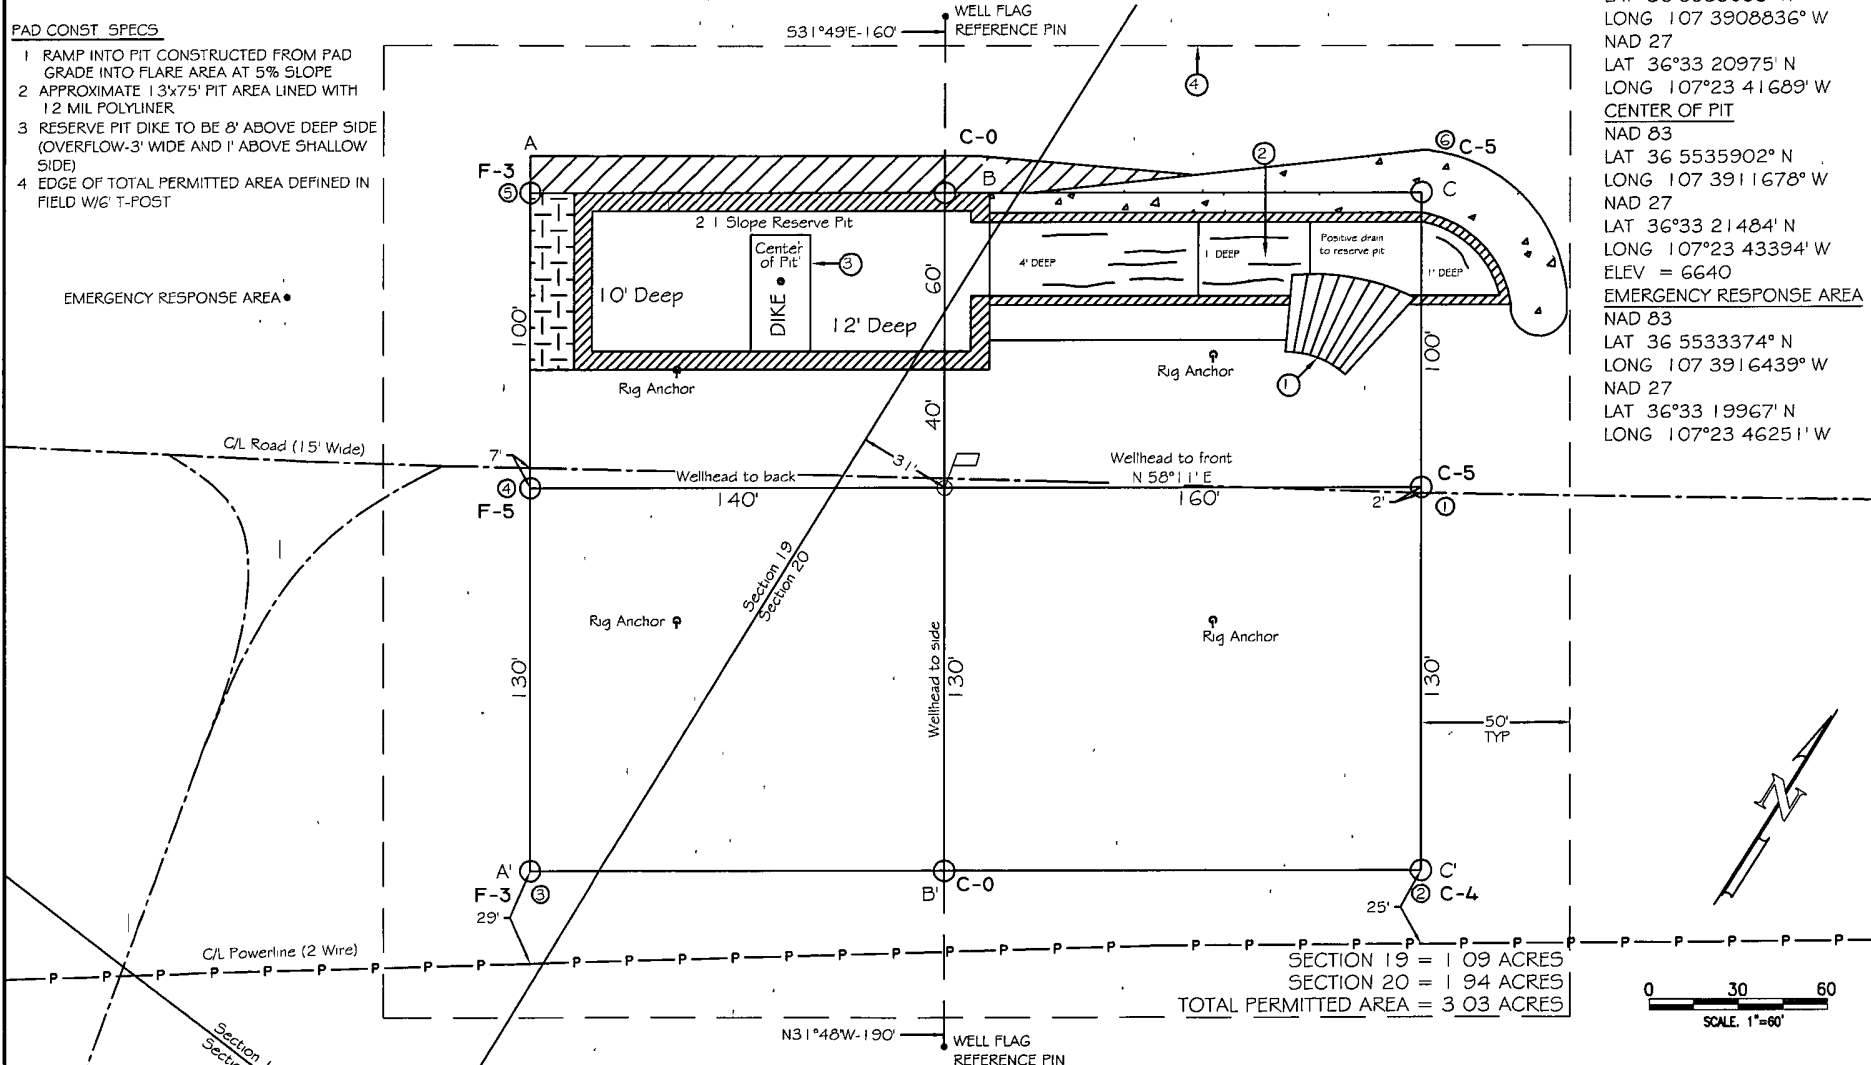 PAD CONST SPECS
1 RAMP INTO PIT CONSTRUCTED FROM PAD
GRADE INTO FLARE AREA AT 5% SLOPE
2 APPROXIMATE 13'x75' PIT AREA LINED WITH
12 MIL POLYLINER
3 RESERVE PIT DIKE TO BE 8' ABOVE DEEP SIDE
(OVERFLOW-3' WIDE AND 1' ABOVE SHALLOW
SIDE)
4 EDGE OF TOTAL PERMITTED AREA DEFINED IN
FIELD W/6' T-POST
EMERGENCY RESPONSE AREA
S31°49'E-160'
WELL FLAG
REFERENCE PIN
4
A
C-0
2
6 C-5
F-3
5
B
C
2 1 Slope Reserve Pit
Center
of Pit
3
DIKE
10' Deep
12' Deep
60'
4' DEEP
1' DEEP
Positive drain
to reserve pit
1' DEEP
100'
100'
Rig Anchor
Rig Anchor
1
40'
C/L Road (15' Wide)
7'
31'
Wellhead to back
140'
Wellhead to front
N 58°11' E
160'
4
F-5
C-5
2'
1
Section 19
Section 20
Rig Anchor
Rig Anchor
130'
Wellhead to side
130'
130'
50'
TYP
N
A'
F-3 3
B'
C-0
C'
2 C-4
29'
25'
C/L Powerline (2 Wire)
P P P P P P P P P P P P P P P P P P P P P P P P P P P P P P P P P P
SECTION 19 = 1 09 ACRES
SECTION 20 = 1 94 ACRES
TOTAL PERMITTED AREA = 3 03 ACRES
N31°48'W-190'
WELL FLAG
REFERENCE PIN
0 30 60
SCALE. 1"=60'
Section
LONG 107 3908836° W
NAD 27
LAT 36°33 20975' N
LONG 107°23 41689' W
CENTER OF PIT
NAD 83
LAT 36 5535902° N
LONG 107 3911678° W
NAD 27
LAT 36°33 21484' N
LONG 107°23 43394' W
ELEV = 6640
EMERGENCY RESPONSE AREA
NAD 83
LAT 36 5533374° N
LONG 107 3916439° W
NAD 27
LAT 36°33 19967' N
LONG 107°23 46251' W